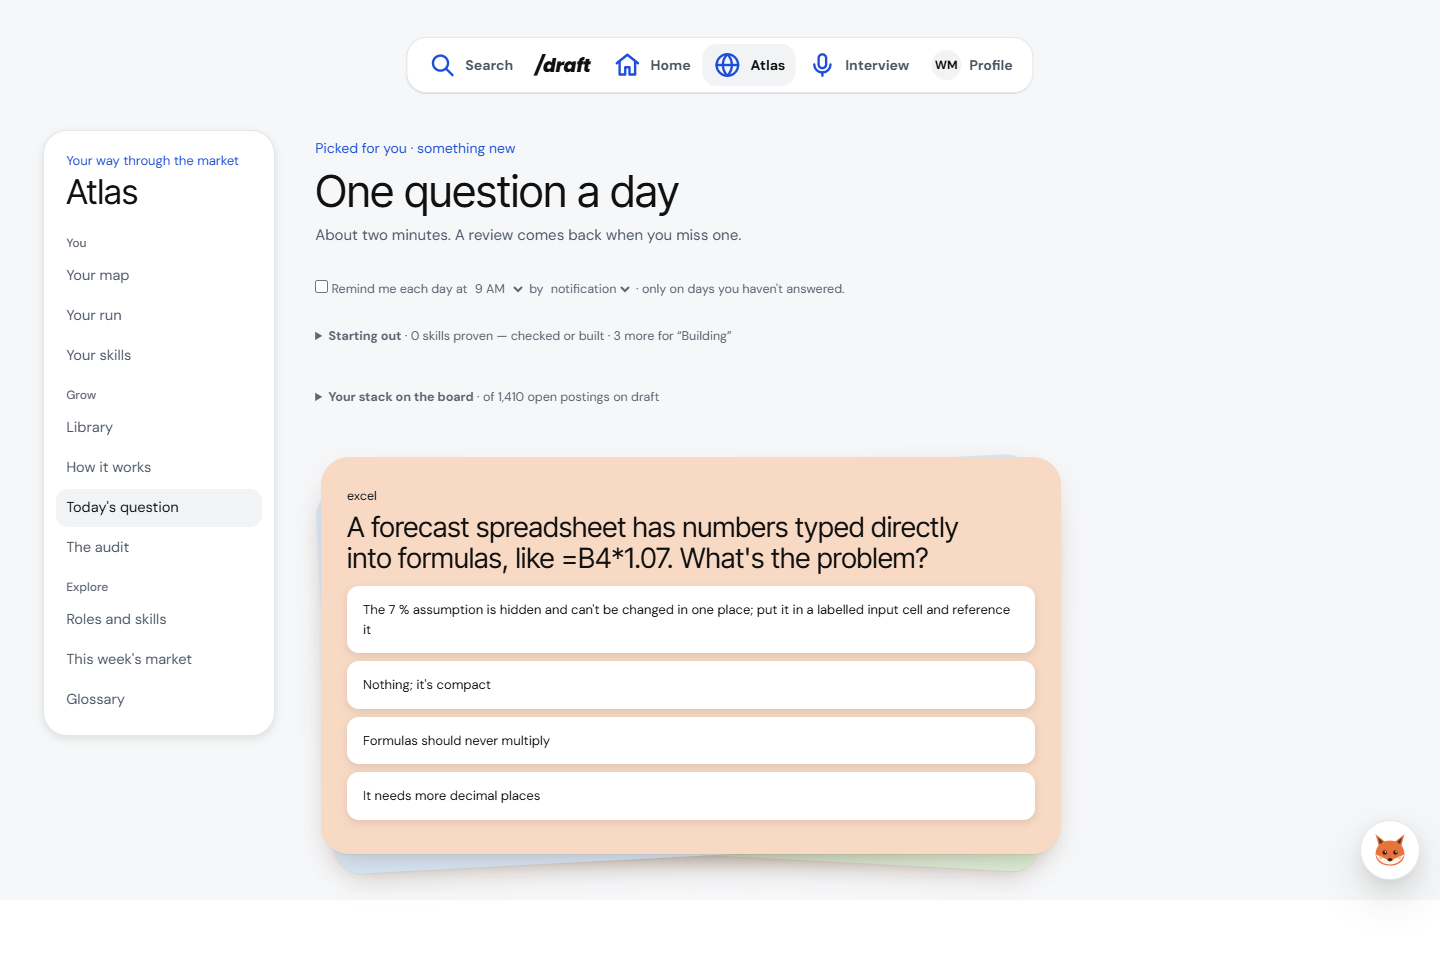 Search
/draft
Home
Atlas
Interview
WM
Profile
Your way through the market
Atlas
You
Your map
Your run
Your skills
Grow
Library
How it works
Today's question
The audit
Explore
Roles and skills
This week's market
Glossary
Picked for you · something new
One question a day
About two minutes. A review comes back when you miss one.
Remind me each day at 9 AM by notification · only on days you haven't answered.
Starting out · 0 skills proven — checked or built · 3 more for “Building”
Your stack on the board · of 1,410 open postings on draft
excel
A forecast spreadsheet has numbers typed directly
into formulas, like =B4*1.07. What's the problem?
The 7 % assumption is hidden and can't be changed in one place; put it in a labelled input cell and reference
it
Nothing; it's compact
Formulas should never multiply
It needs more decimal places